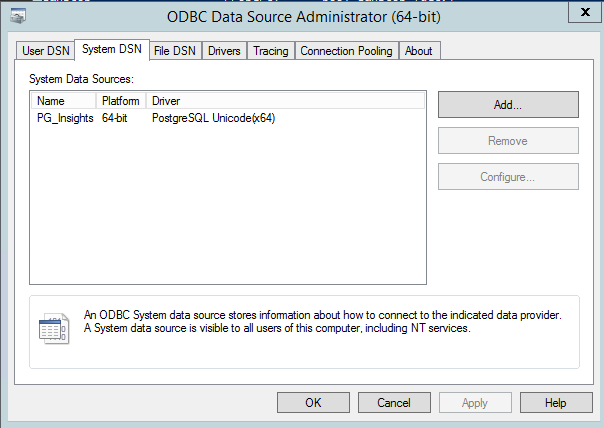 ODBC Data Source Administrator (64-bit)
x
User DSN System DSN File DSN Drivers Tracing Connection Pooling About
System Data Sources:
Name Platform Driver
PG_Insights 64-bit PostgreSQL Unicode(x64)
Add...
Remove
Configure...
An ODBC System data source stores information about how to connect to the indicated data provider.
A System data source is visible to all users of this computer, including NT services.
OK Cancel Apply Help